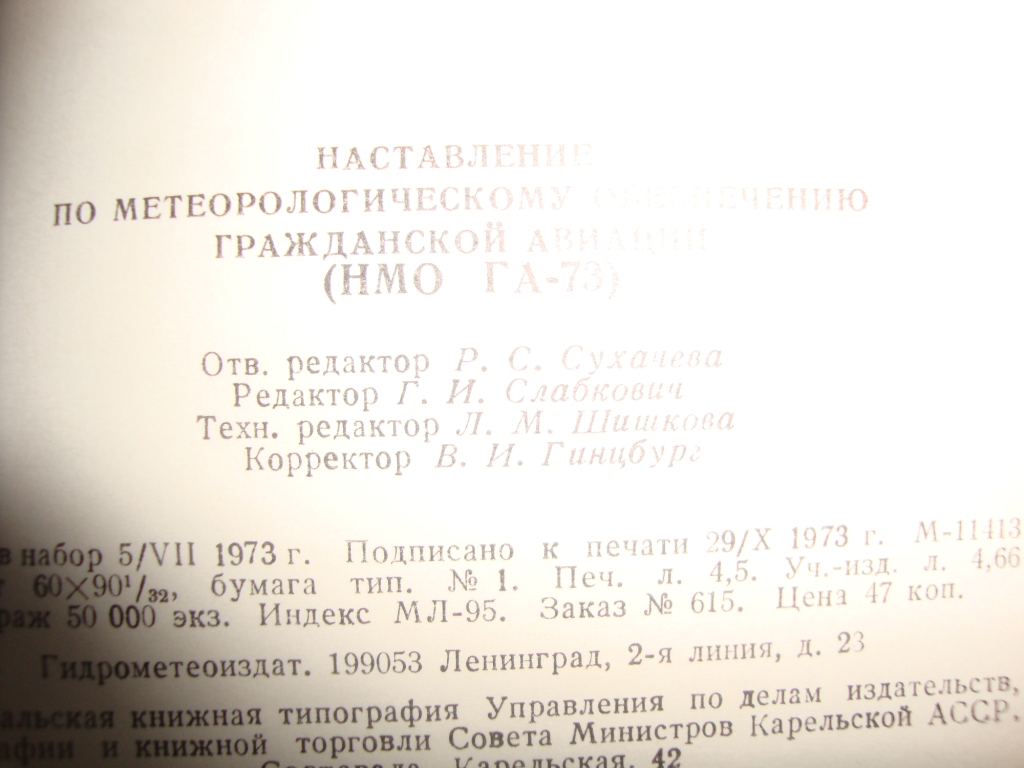 НАСТАВЛЕНИЕ
ПО МЕТЕОРОЛОГИЧЕСКОМУ ОБЕСПЕЧЕНИЮ
ГРАЖДАНСКОЙ АВИАЦИИ
(НМО ГА-73)
Отв. редактор Р. С. Сухачева
Редактор Г. И. Слабкович
Техн. редактор Л. М. Шишкова
Корректор В. И. Гинцбург
в набор 5/VII 1973 г. Подписано к печати 29/X 1973 г. М-11413
60×90¹/₃₂, бумага тип. № 1. Печ. л. 4,5. Уч.-изд. л. 4,66
раж 50 000 экз. Индекс МЛ-95. Заказ № 615. Цена 47 коп.
Гидрометеоиздат. 199053 Ленинград, 2-я линия, д. 23
альская книжная типография Управления по делам издательств,
афии и книжной торговли Совета Министров Карельской АССР.
Карельская, 42